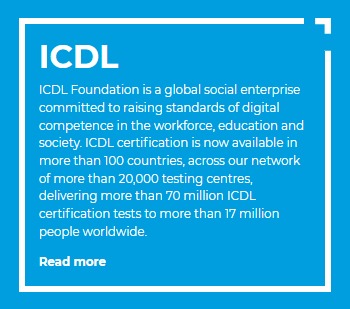 ICDL
ICDL Foundation is a global social enterprise
committed to raising standards of digital
competence in the workforce, education and
society. ICDL certification is now available in
more than 100 countries, across our network
of more than 20,000 testing centres,
delivering more than 70 million ICDL
certification tests to more than 17 million
people worldwide.
Read more